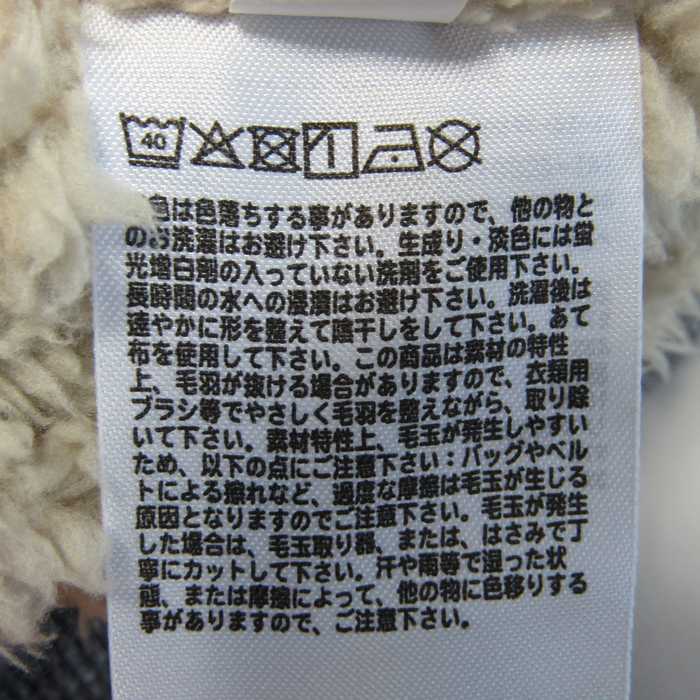 40
色は色落ちする事がありますので、他の物と
のお洗濯はお避け下さい。生成り・淡色には蛍
光増白剤の入っていない洗剤をご使用下さい。
長時間の水への浸漬はお避け下さい。洗濯後は
速やかに形を整えて陰干しをして下さい。あて
布を使用して下さい。この商品は素材の特性
上、毛羽が抜ける場合がありますので、衣類用
ブラシ等でやさしく毛羽を整えながら、取り除
いて下さい。素材特性上、毛玉が発生しやすい
ため、以下の点にご注意下さい：バッグやベル
トによる擦れなど、過度な摩擦は毛玉が生じる
原因となりますのでご注意下さい。毛玉が発生
した場合は、毛玉取り器、または、はさみで丁
寧にカットして下さい。汗や雨等で湿った状
態、または摩擦によって、他の物に色移りする
事がありますので、ご注意下さい。